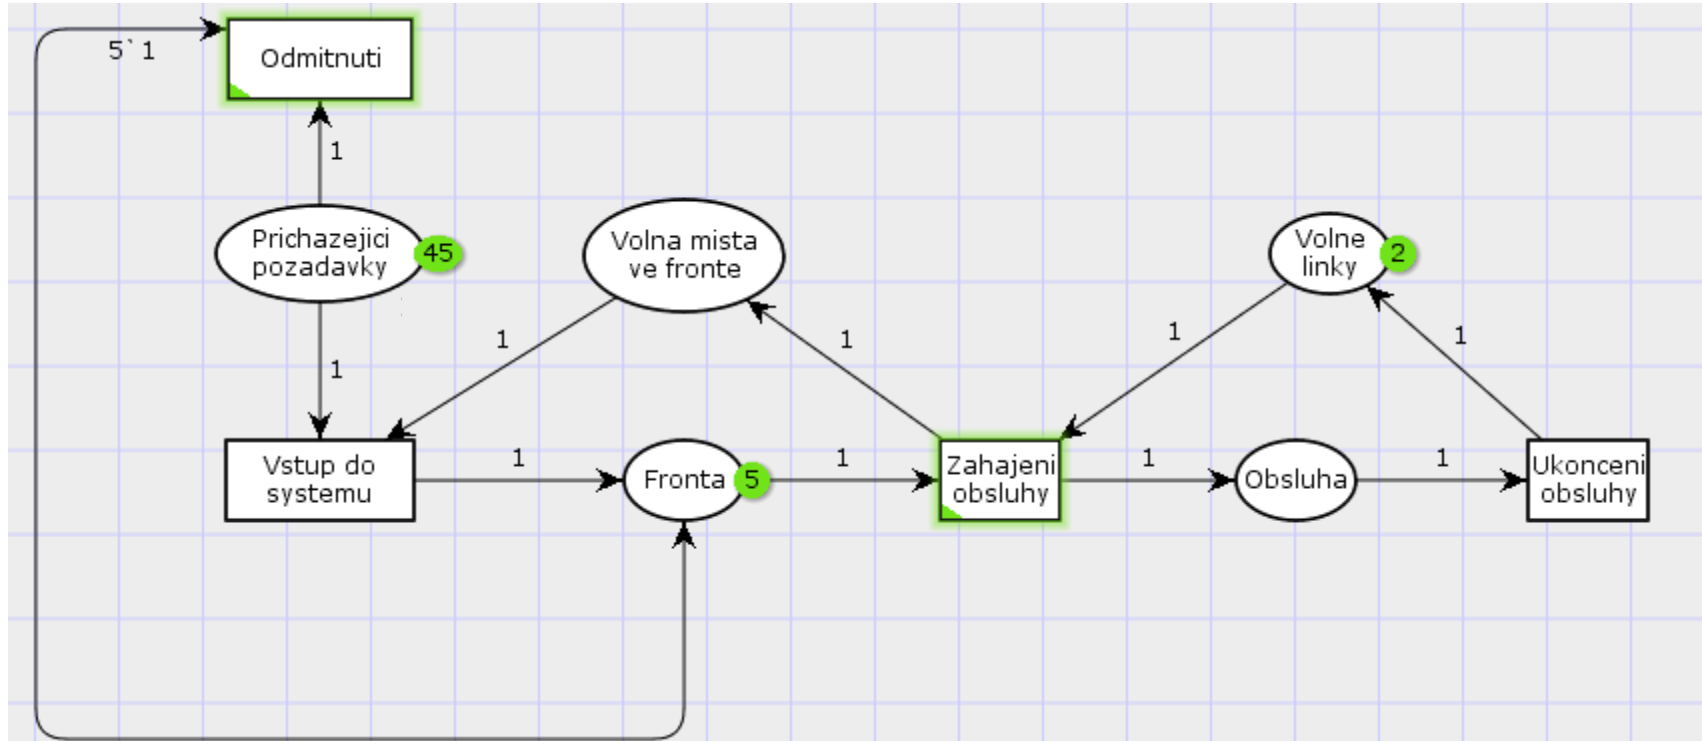 5`1
Odmitnuti
1
Prichazejici
pozadavky
45
Volna mista
ve fronte
Volne
linky
2
1
1
1
1
1
Vstup do
systemu
1
Fronta
5
1
Zahajeni
obsluhy
1
Obsluha
1
Ukonceni
obsluhy